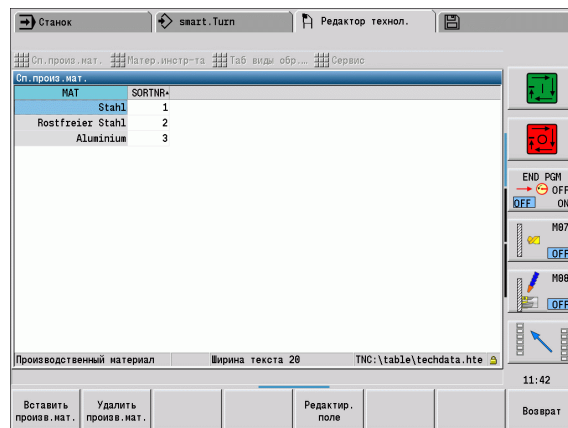 Станок smart.Turn Редактор технол.
Сп.произ.мат. Матер.инстр-та Таб виды обр.... Сервис
Сп.произ.мат.
MAT SORTNR
Stahl 1
Rostfreier Stahl 2
Aluminium 3
END PGM
OFF
OFF ON
M07
OFF
M08
OFF
Производственный материал Ширина текста 20 TNC:\table\techdata.hte
11:42
Вставить произв.мат. Удалить произв.мат. Редактир. поле Возврат